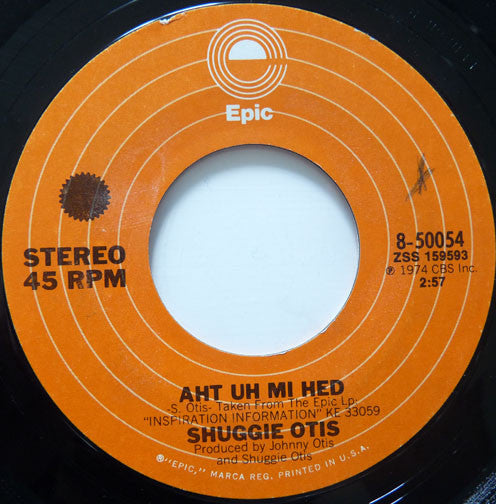 Epic
STEREO
45 RPM
8-50054
ZSS 159593
℗ 1974 CBS Inc.
2:57
AHT UH MI HED
-S. Otis- Taken From The Epic Lp:
"INSPIRATION INFORMATION" KE 33059
SHUGGIE OTIS
Produced by Johnny Otis
and Shuggie Otis
®"EPIC," MARCA REG. PRINTED IN U.S.A.